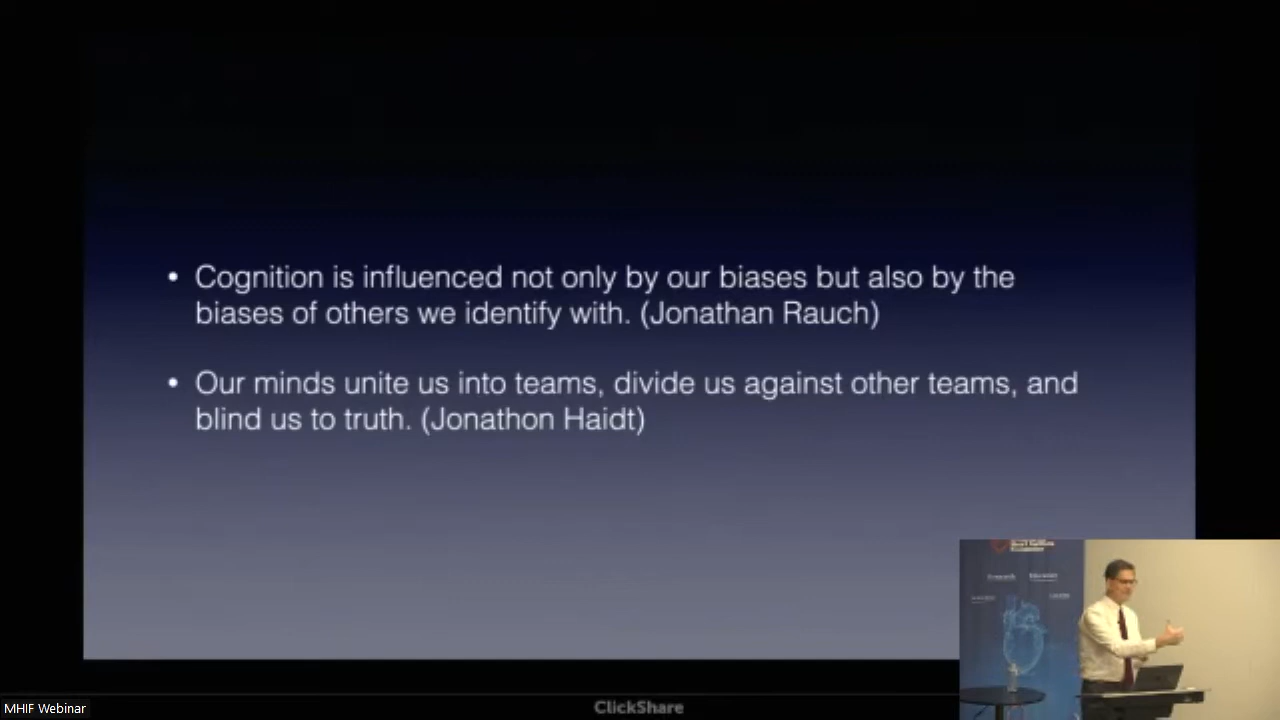 • Cognition is influenced not only by our biases but also by the
biases of others we identify with. (Jonathan Rauch)
• Our minds unite us into teams, divide us against other teams, and
blind us to truth. (Jonathon Haidt)
MHIF Webinar
ClickShare